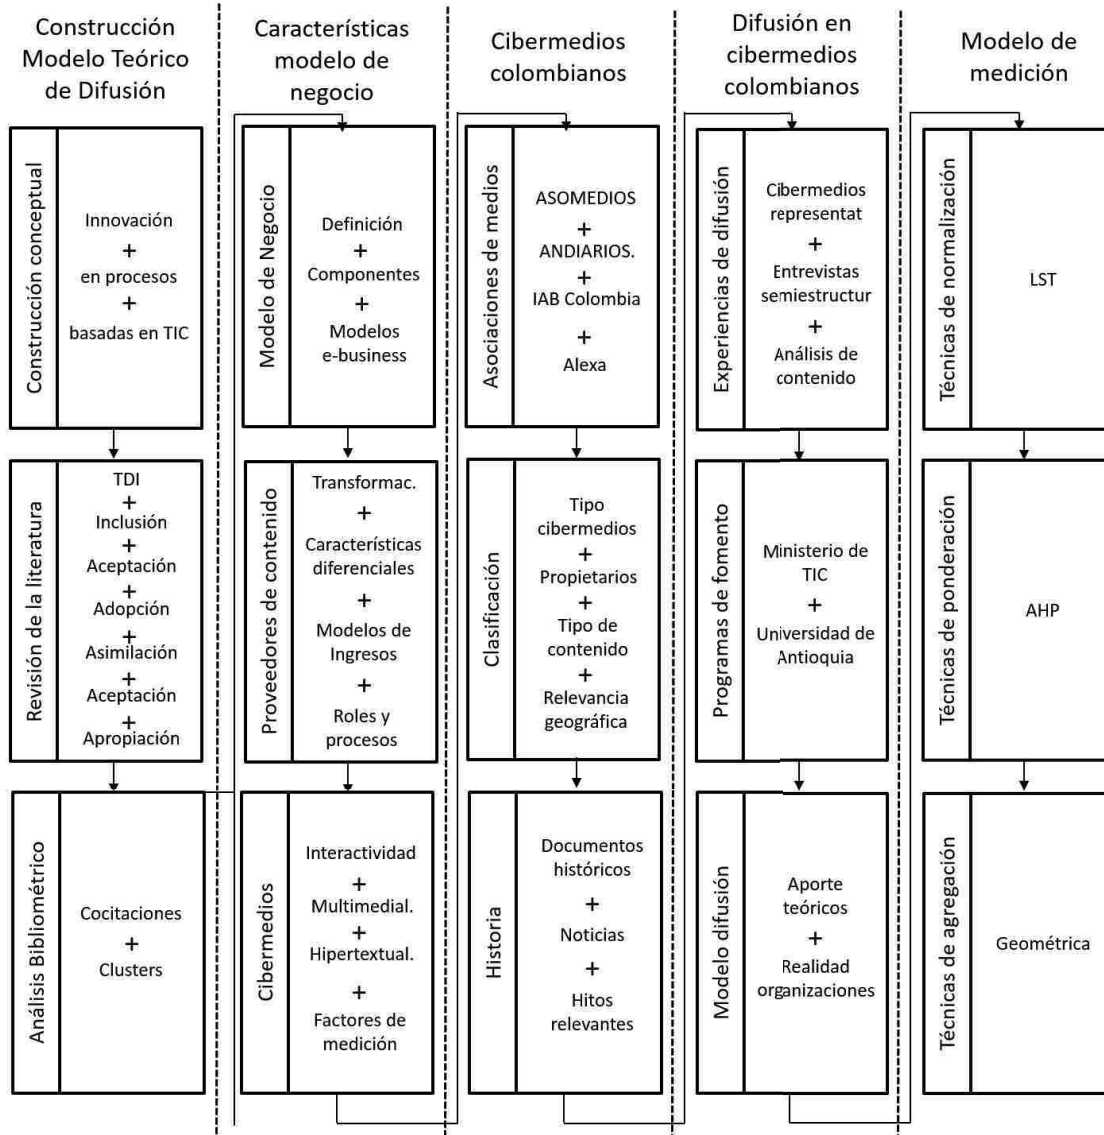 Construcción
Modelo Teórico
de Difusión
Construcción conceptual
Innovación
+
en procesos
+
basadas en TIC
Revisión de la literatura
TDI
+
Inclusión
+
Aceptación
+
Adopción
+
Asimilación
+
Aceptación
+
Apropiación
Análisis Bibliométrico
Cocitaciones
+
Clusters
Características
modelo de
negocio
Modelo de Negocio
Definición
+
Componentes
+
Modelos
e-business
Proveedores de contenido
Transformac.
+
Características
diferenciales
+
Modelos de
Ingresos
+
Roles y
procesos
Cibermedios
Interactividad
+
Multimedial.
+
Hipertextual.
+
Factores de
medición
Cibermedios
colombianos
Asociaciones de medios
ASOMEDIOS
+
ANDIARIOS.
+
IAB Colombia
+
Alexa
Clasificación
Tipo
cibermedios
+
Propietarios
+
Tipo de
contenido
+
Relevancia
geográfica
Historia
Documentos
históricos
+
Noticias
+
Hitos
relevantes
Difusión en
cibermedios
colombianos
Experiencias de difusión
Cibermedios
representat
+
Entrevistas
semiestructur
+
Análisis de
contenido
Programas de fomento
Ministerio de
TIC
+
Universidad de
Antioquia
Modelo difusión
Aporte
teóricos
+
Realidad
organizaciones
Modelo de
medición
Técnicas de normalización
LST
Técnicas de ponderación
AHP
Técnicas de agregación
Geométrica